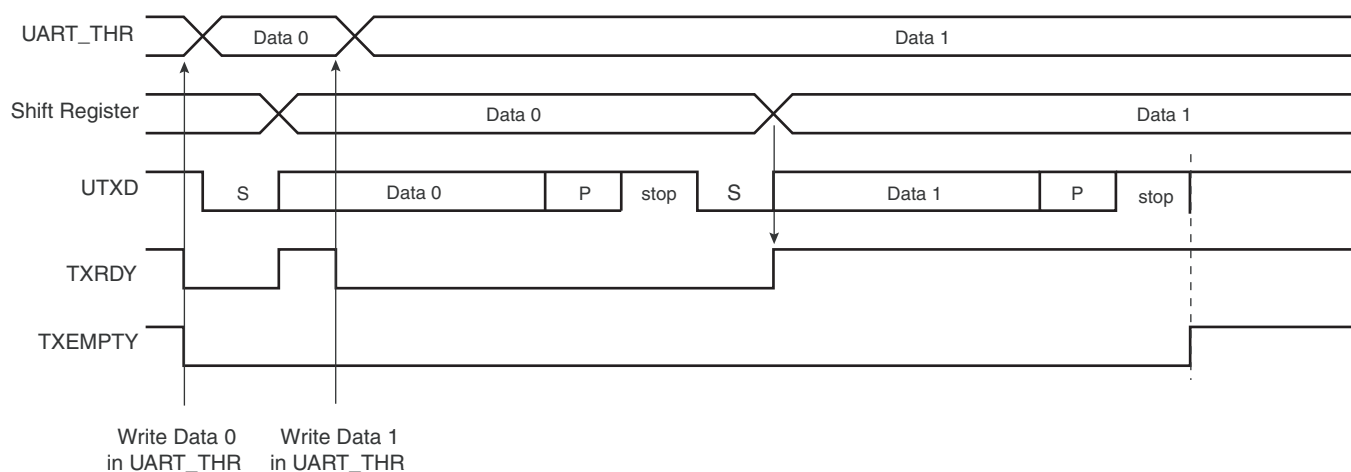 UART_THR Data 0 Data 1
Shift Register Data 0 Data 1
UTXD S Data 0 P stop S Data 1 P stop
TXRDY
TXEMPTY
Write Data 0 Write Data 1
in UART_THR in UART_THR